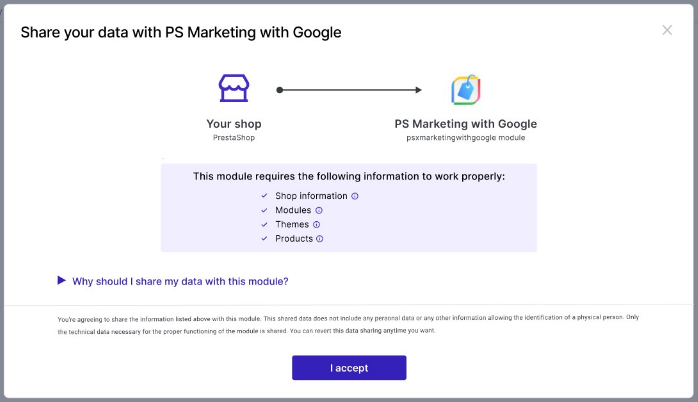 Share your data with PS Marketing with Google
Your shop
PrestaShop
PS Marketing with Google
psxmarketingwithgoogle module
This module requires the following information to work properly:
Shop information
Modules
Themes
Products
Why should I share my data with this module?
You're agreeing to share the information listed above with this module. This shared data does not include any personal data or any other information allowing the identification of a physical person. Only
the technical data necessary for the proper functioning of the module is shared. You can revert this data sharing anytime you want.
I accept